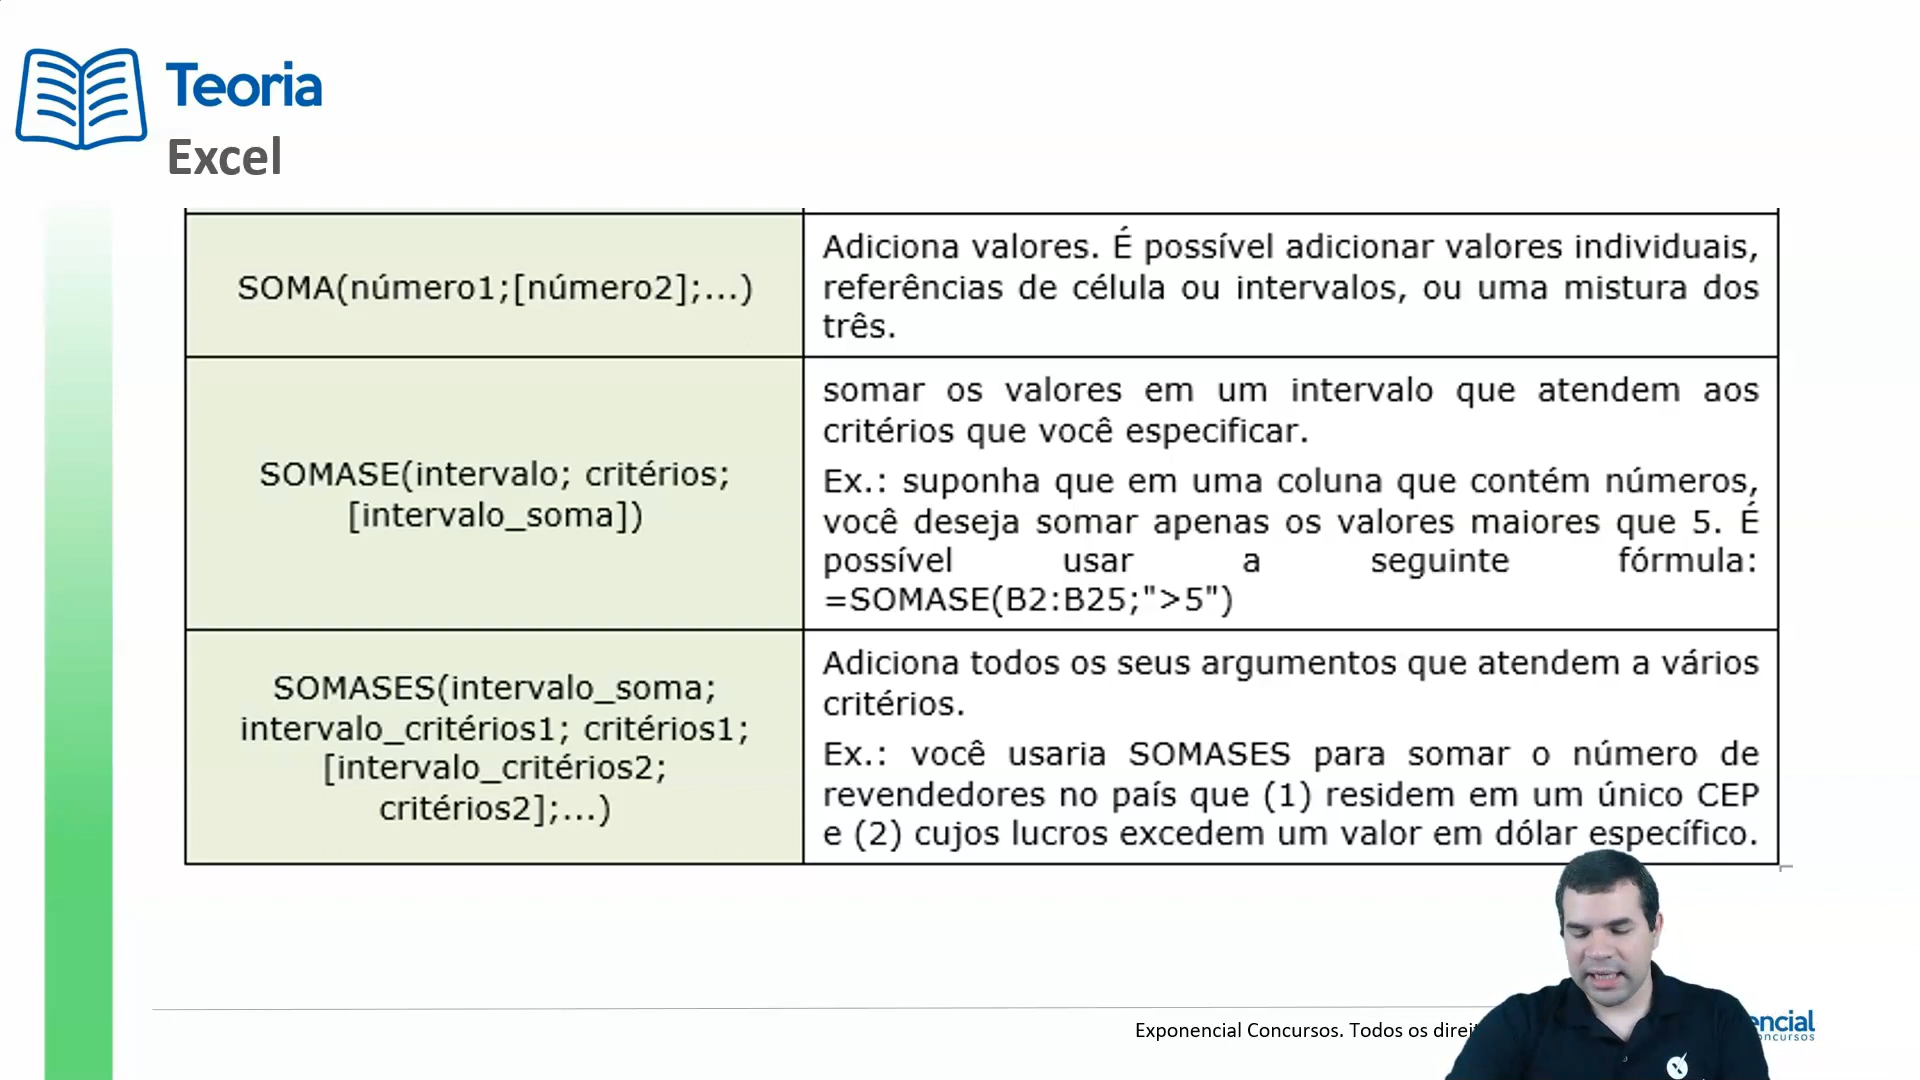 Teoria
Excel
SOMA(número1;[número2];...)
Adiciona valores. É possível adicionar valores individuais,
referências de célula ou intervalos, ou uma mistura dos
três.
SOMASE(intervalo; critérios;
[intervalo_soma])
somar os valores em um intervalo que atendem aos
critérios que você especificar.
Ex.: suponha que em uma coluna que contém números,
você deseja somar apenas os valores maiores que 5. É
possível usar a seguinte fórmula:
=SOMASE(B2:B25;">5")
SOMASES(intervalo_soma;
intervalo_critérios1; critérios1;
[intervalo_critérios2;
critérios2];...)
Adiciona todos os seus argumentos que atendem a vários
critérios.
Ex.: você usaria SOMASES para somar o número de
revendedores no país que (1) residem em um único CEP
e (2) cujos lucros excedem um valor em dólar específico.
Exponencial Concursos. Todos os